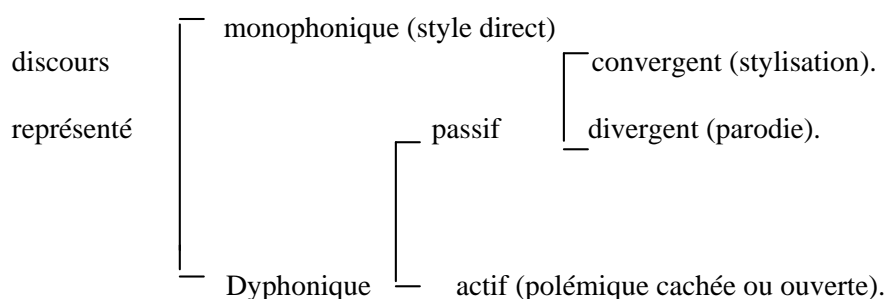 monophonique (style direct)
discours convergent (stylisation).
représenté passif divergent (parodie).
Dyphonique actif (polémique cachée ou ouverte).